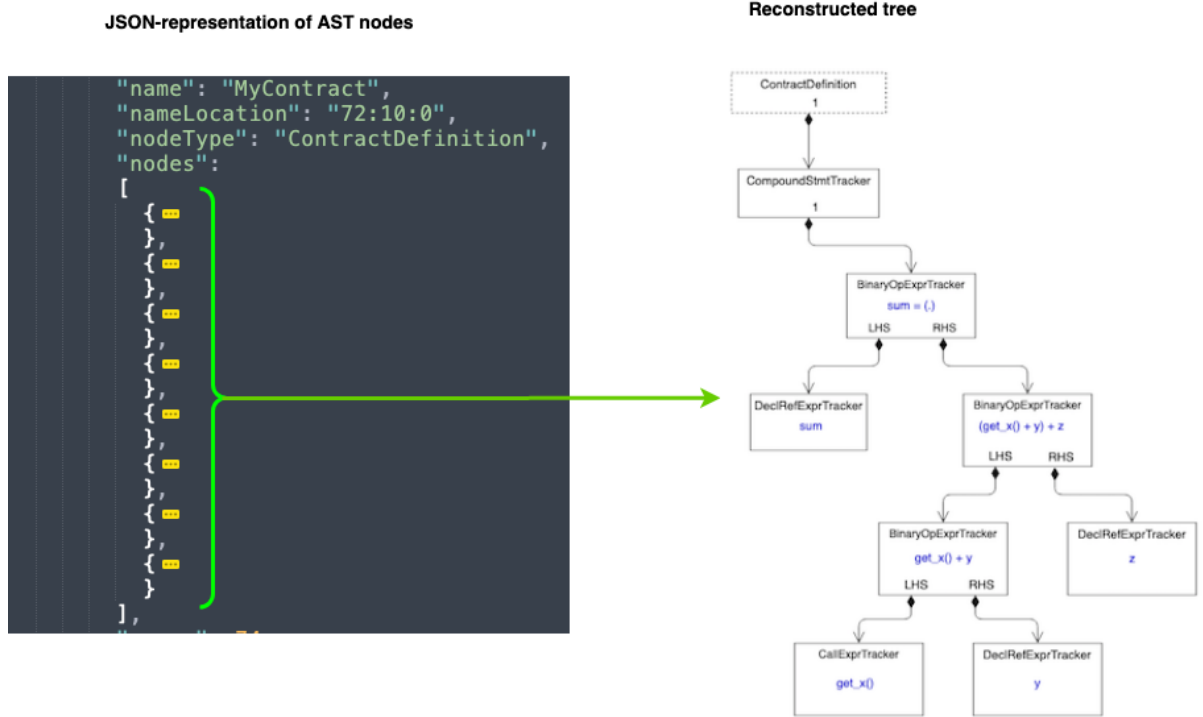 JSON-representation of AST nodes
"name": "MyContract",
"nameLocation": "72:10:0",
"nodeType": "ContractDefinition",
"nodes":
[
{
},
{
},
{
},
{
},
{
},
{
},
{
},
{
}
],
Reconstructed tree
ContractDefinition
1
CompoundStmtTracker
1
BinaryOpExprTracker
sum = (.)
LHS RHS
DeclRefExprTracker
sum
BinaryOpExprTracker
(get_x() + y) + z
LHS RHS
BinaryOpExprTracker
get_x() + y
LHS RHS
DeclRefExprTracker
z
CallExprTracker
get_x()
DeclRefExprTracker
y